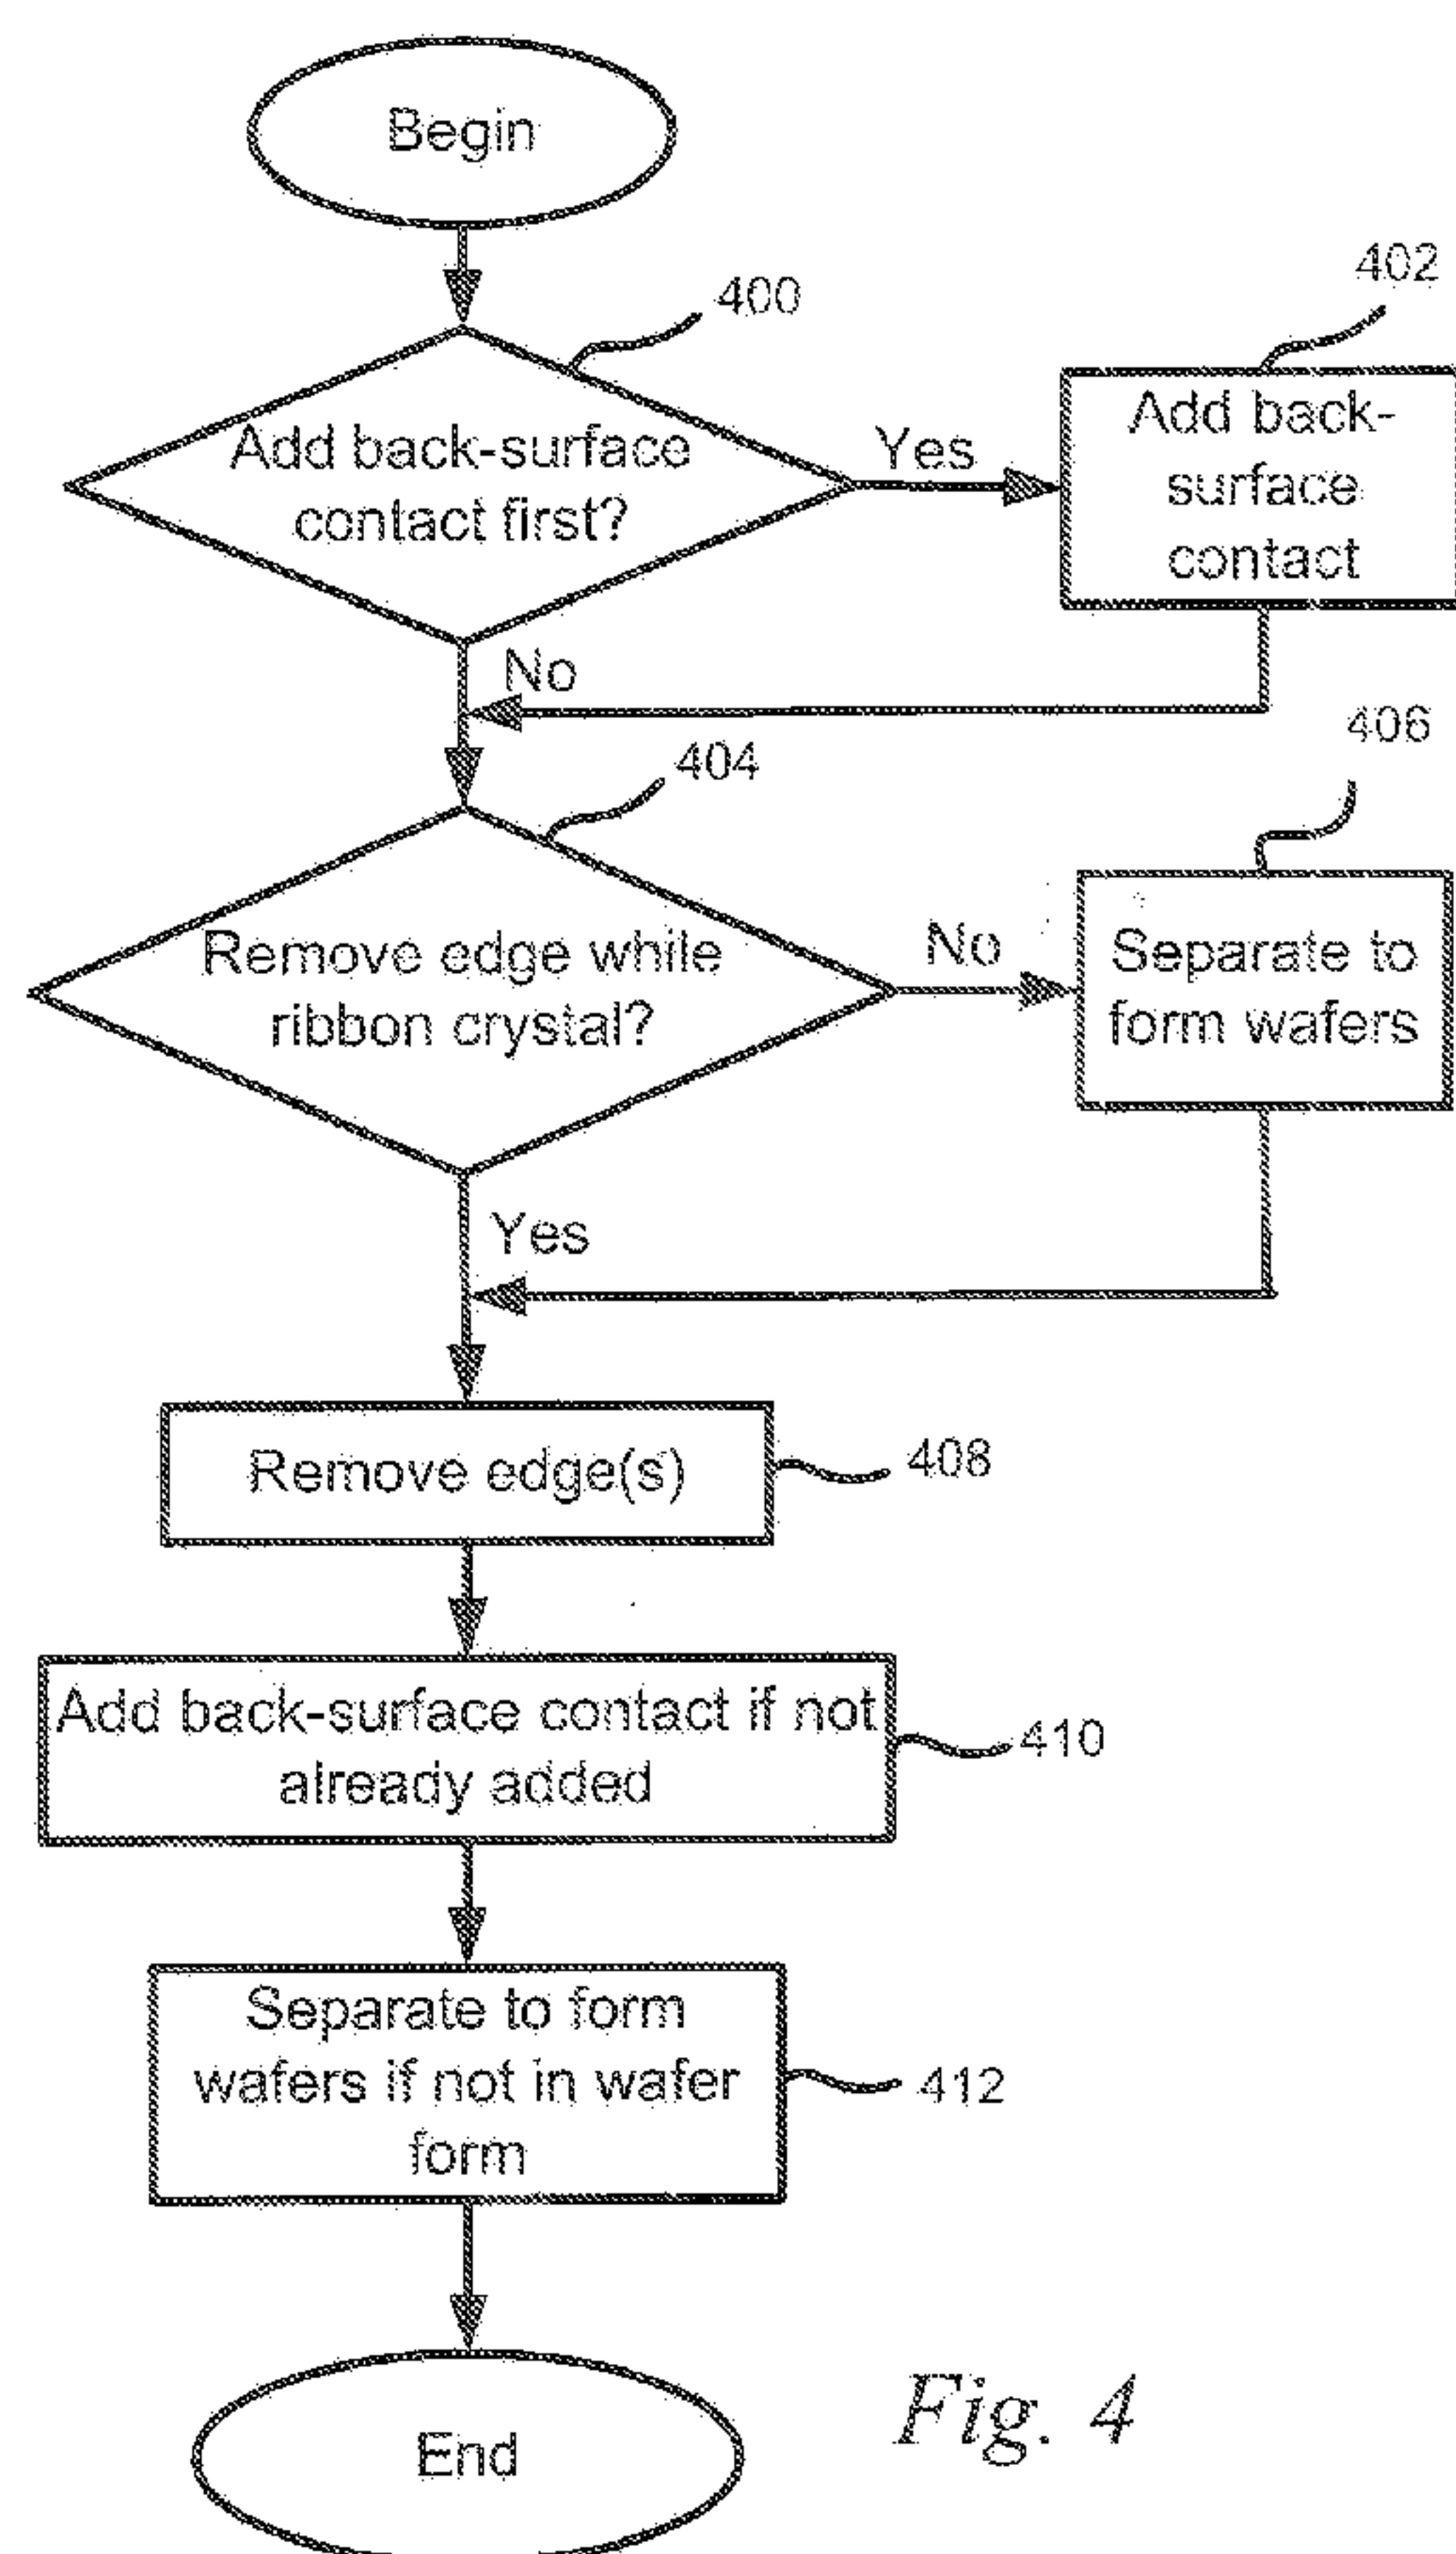 Begin
400
402
Add back-surface
contact first?
Yes
Add back-
surface
contact
No
404
406
Remove edge while
ribbon crystal?
No
Separate to
form wafers
Yes
Remove edge(s)
408
Add back-surface contact if not
already added
410
Separate to form
wafers if not in wafer
form
412
End
Fig. 4